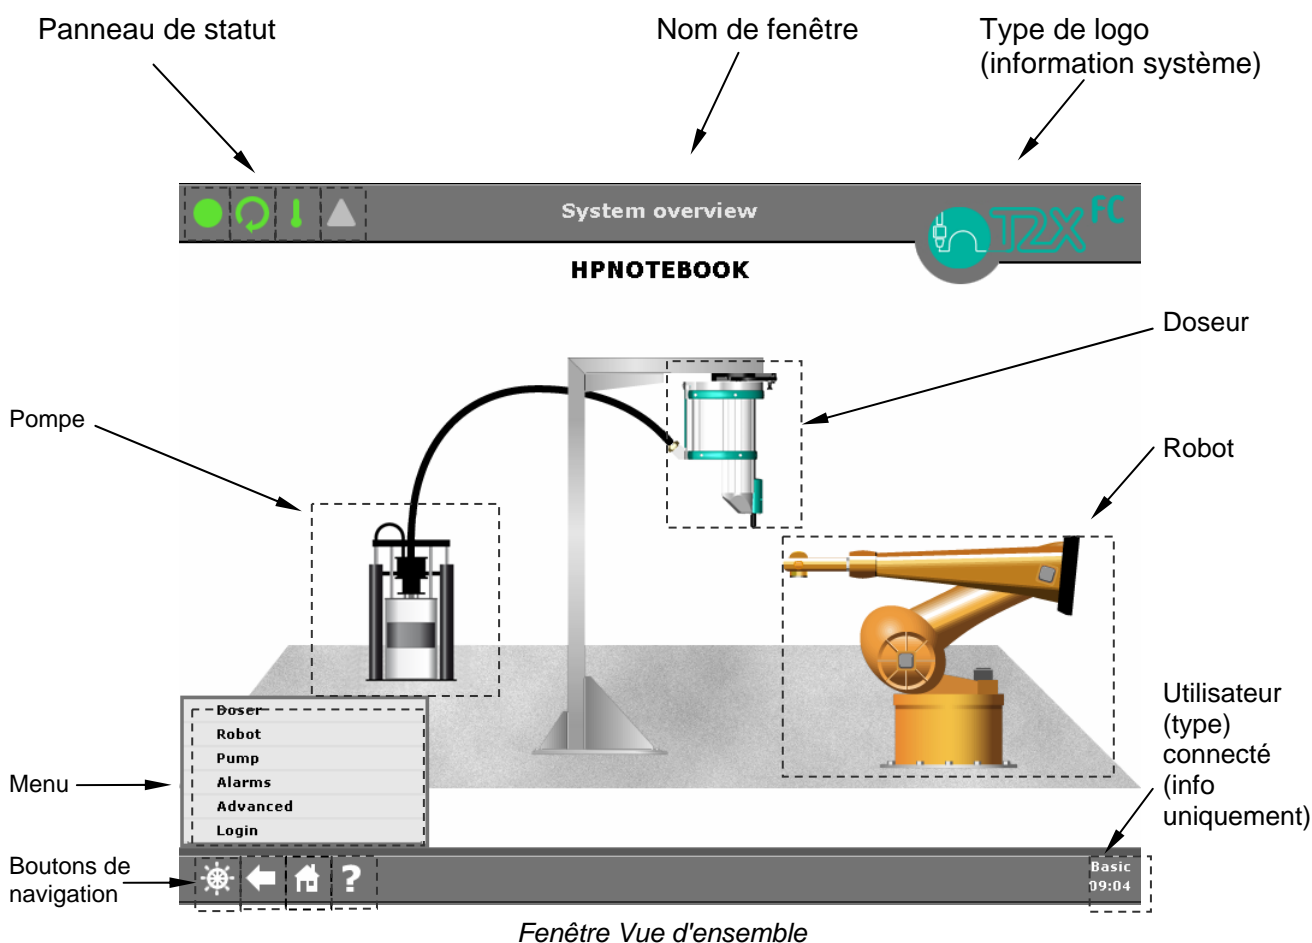 Panneau de statut
Nom de fenêtre
Type de logo
(information système)
System overview
T2X FC
HPNOTEBOOK
Doseur
Pompe
Robot
Doser
Robot
Pump
Alarms
Advanced
Login
Menu
Utilisateur
(type)
connecté
(info
uniquement)
Boutons de
navigation
?
Basic
09:04
Fenêtre Vue d'ensemble